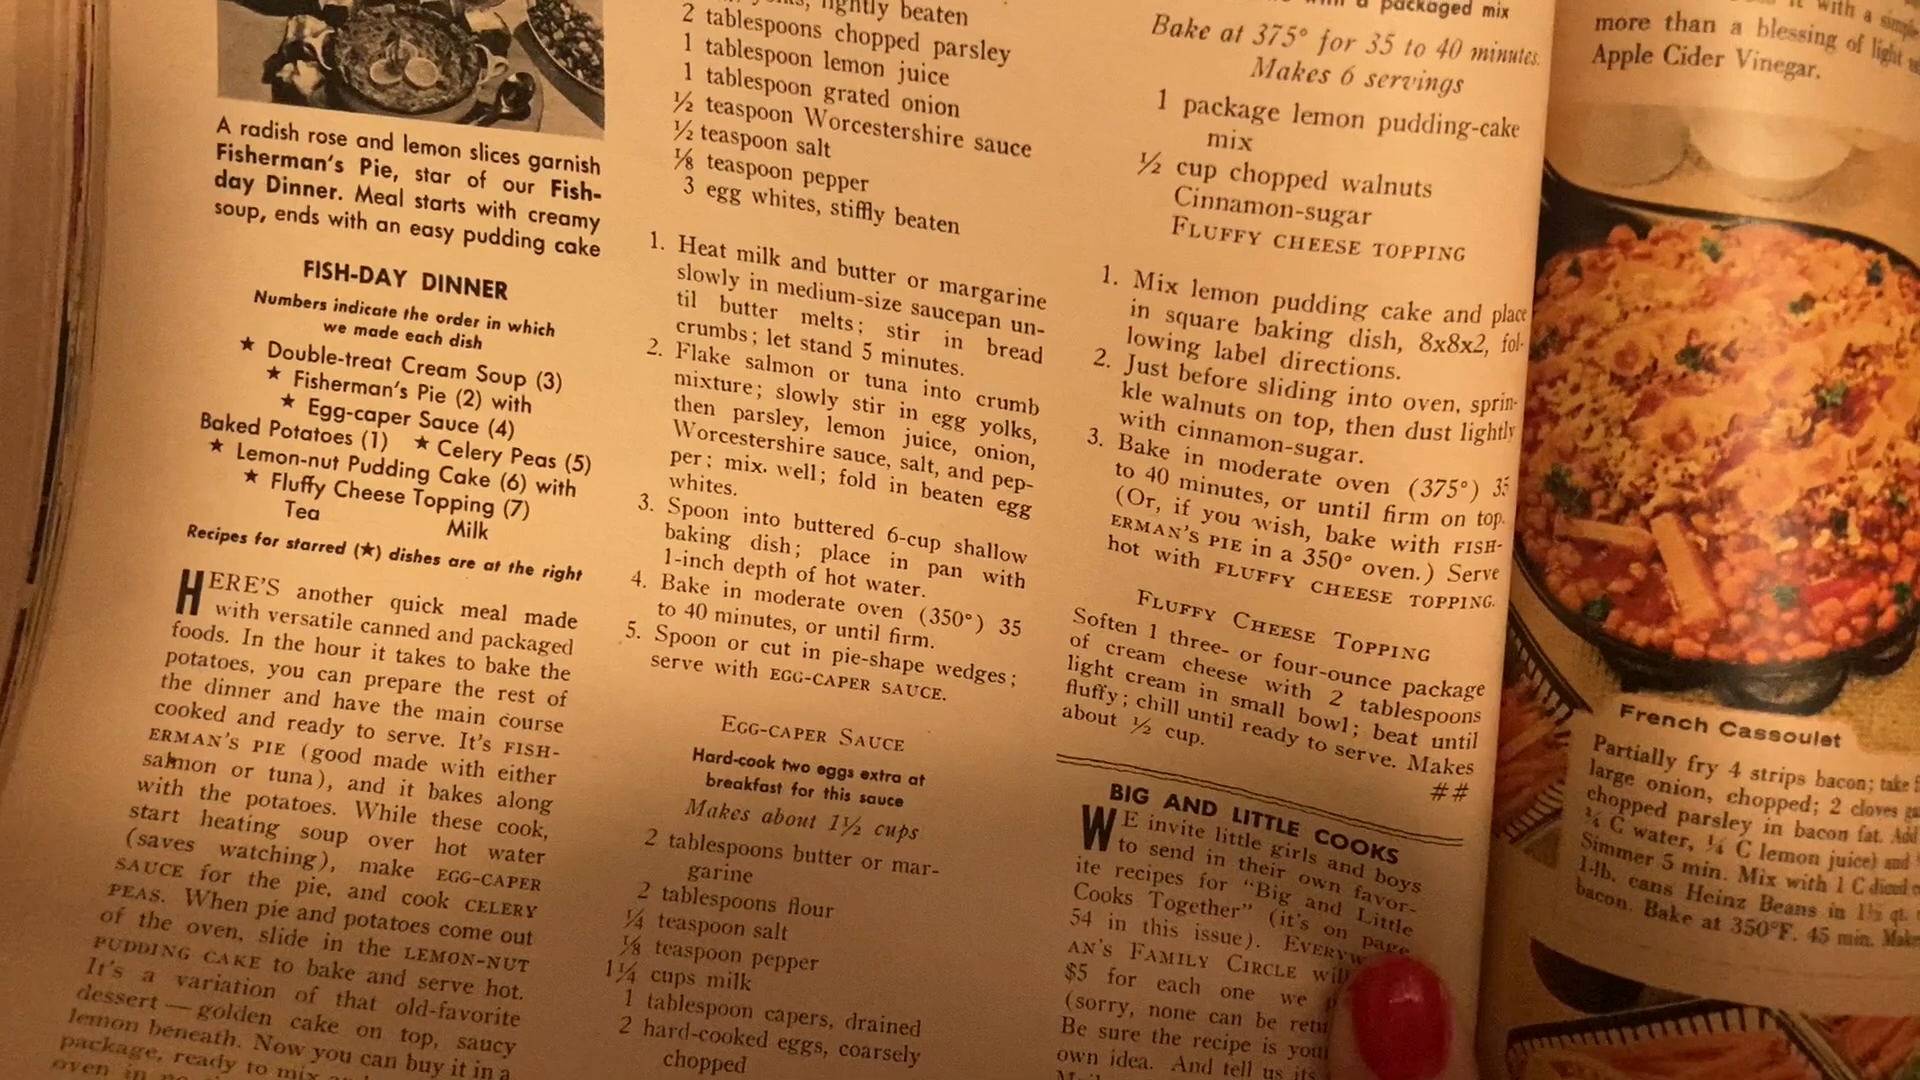 A radish rose and lemon slices garnish
Fisherman's Pie, star of our Fish-
day Dinner. Meal starts with creamy
soup, ends with an easy pudding cake
FISH-DAY DINNER
Numbers indicate the order in which
we made each dish
★ Double-treat Cream Soup (3)
★ Fisherman's Pie (2) with
★ Egg-caper Sauce (4)
Baked Potatoes (1) ★ Celery Peas (5)
★ Lemon-nut Pudding Cake (6) with
★ Fluffy Cheese Topping (7)
Tea Milk
Recipes for starred (★) dishes are at the right
HERE'S another quick meal made
with versatile canned and packaged
foods. In the hour it takes to bake the
potatoes, you can prepare the rest of
the dinner and have the main course
cooked and ready to serve. It's FISH-
ERMAN'S PIE (good made with either
salmon or tuna), and it bakes along
with the potatoes. While these cook,
start heating soup over hot water
(saves watching), make EGG-CAPER
SAUCE for the pie, and cook CELERY
PEAS. When pie and potatoes come out
of the oven, slide in the LEMON-NUT
PUDDING CAKE to bake and serve hot.
It's a variation of that old-favorite
dessert — golden cake on top, saucy
lemon beneath. Now you can buy it in a
package, ready to mix
oven in
lightly beaten
2 tablespoons chopped parsley
1 tablespoon lemon juice
1 tablespoon grated onion
½ teaspoon Worcestershire sauce
½ teaspoon salt
⅛ teaspoon pepper
3 egg whites, stiffly beaten
1. Heat milk and butter or margarine
slowly in medium-size saucepan un-
til butter melts; stir in bread
crumbs; let stand 5 minutes.
2. Flake salmon or tuna into crumb
mixture; slowly stir in egg yolks,
then parsley, lemon juice, onion,
Worcestershire sauce, salt, and pep-
per; mix. well; fold in beaten egg
whites.
3. Spoon into buttered 6-cup shallow
baking dish; place in pan with
1-inch depth of hot water.
4. Bake in moderate oven (350°) 35
to 40 minutes, or until firm.
5. Spoon or cut in pie-shape wedges;
serve with EGG-CAPER SAUCE.
EGG-CAPER SAUCE
Hard-cook two eggs extra at
breakfast for this sauce
Makes about 1½ cups
2 tablespoons butter or mar-
garine
2 tablespoons flour
¼ teaspoon salt
⅛ teaspoon pepper
1¼ cups milk
1 tablespoon capers, drained
2 hard-cooked eggs, coarsely
chopped
with a packaged mix
Bake at 375° for 35 to 40 minutes.
Makes 6 servings
1 package lemon pudding-cake
mix
½ cup chopped walnuts
Cinnamon-sugar
FLUFFY CHEESE TOPPING
1. Mix lemon pudding cake and place
in square baking dish, 8x8x2, fol-
lowing label directions.
2. Just before sliding into oven, sprin-
kle walnuts on top, then dust lightly
with cinnamon-sugar.
3. Bake in moderate oven (375°) 35
to 40 minutes, or until firm on top.
(Or, if you wish, bake with FISH-
ERMAN'S PIE in a 350° oven.) Serve
hot with FLUFFY CHEESE TOPPING.
FLUFFY CHEESE TOPPING
Soften 1 three- or four-ounce package
of cream cheese with 2 tablespoons
light cream in small bowl; beat until
fluffy; chill until ready to serve. Makes
about ½ cup.
##
BIG AND LITTLE COOKS
WE invite little girls and boys
to send in their own favor-
ite recipes for "Big and Little
Cooks Together" (it's on page
54 in this issue). EVERYW
AN'S FAMILY CIRCLE will
$5 for each one we
(sorry, none can be retu
Be sure the recipe is your
own idea. And tell us its
it with a simple
more than a blessing of light
Apple Cider Vinegar.
French Cassoulet
Partially fry 4 strips bacon; take
large onion, chopped; 2 cloves
chopped parsley in bacon fat. Add
C water, ¼ C lemon juice) and
Simmer 5 min. Mix with 1 C diced
1-lb. cans Heinz Beans in 1½ qt.
bacon. Bake at 350°F. 45 min.